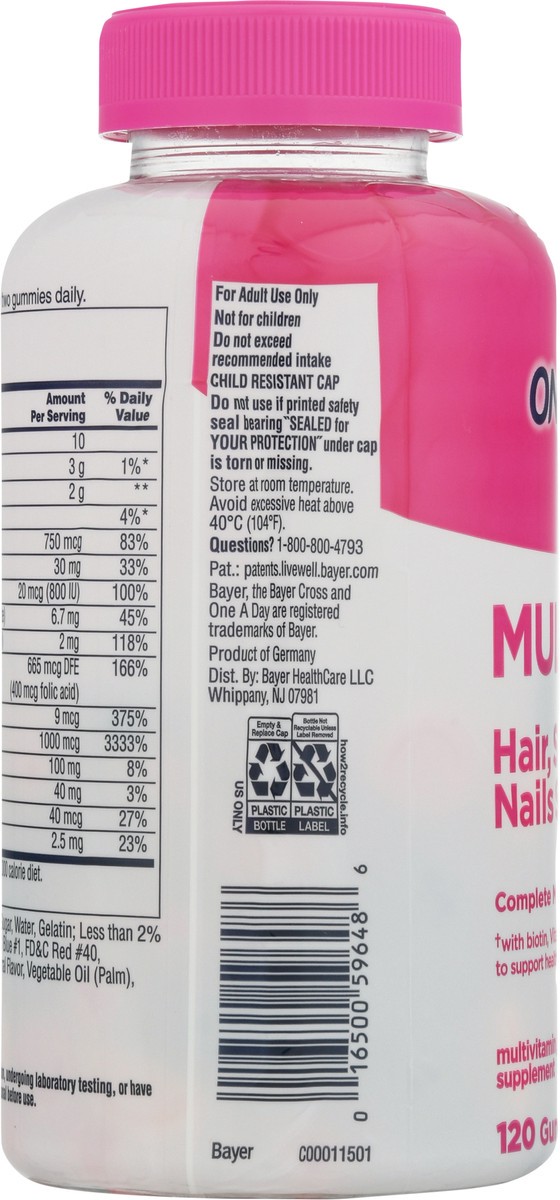 two gummies daily.
Amount
Per Serving
% Daily
Value
10
3 g 1%*
2 g **
4%*
750 mcg 83%
30 mg 33%
20 mcg (800 IU) 100%
6.7 mg 45%
2 mg 118%
665 mcg DFE 166%
(400 mcg folic acid)
9 mcg 375%
1000 mcg 3333%
100 mg 8%
40 mg 3%
40 mcg 27%
2.5 mg 23%
calorie diet.
Water, Gelatin; Less than 2%
Blue #1, FD&C Red #40,
Flavor, Vegetable Oil (Palm),
undergoing laboratory testing, or have
before use.
For Adult Use Only
Not for children
Do not exceed
recommended intake
CHILD RESISTANT CAP
Do not use if printed safety
seal bearing "SEALED for
YOUR PROTECTION" under cap
is torn or missing.
Store at room temperature.
Avoid excessive heat above
40°C (104°F).
Questions? 1-800-800-4793
Pat.: patents.livewell.bayer.com
Bayer, the Bayer Cross and
One A Day are registered
trademarks of Bayer.
Product of Germany
Dist. By: Bayer HealthCare LLC
Whippany, NJ 07981
Empty &
Replace Cap
Bottle Not
Recyclable Unless
Label Removed
PLASTIC
BOTTLE
PLASTIC
LABEL
US ONLY
how2recycle.info
0 16500 59648 6
Bayer C00011501
ON
MU
Hair, S
Nails
Complete
†with biotin, Vit
to support heal
multivitamin
supplement
120 Gu